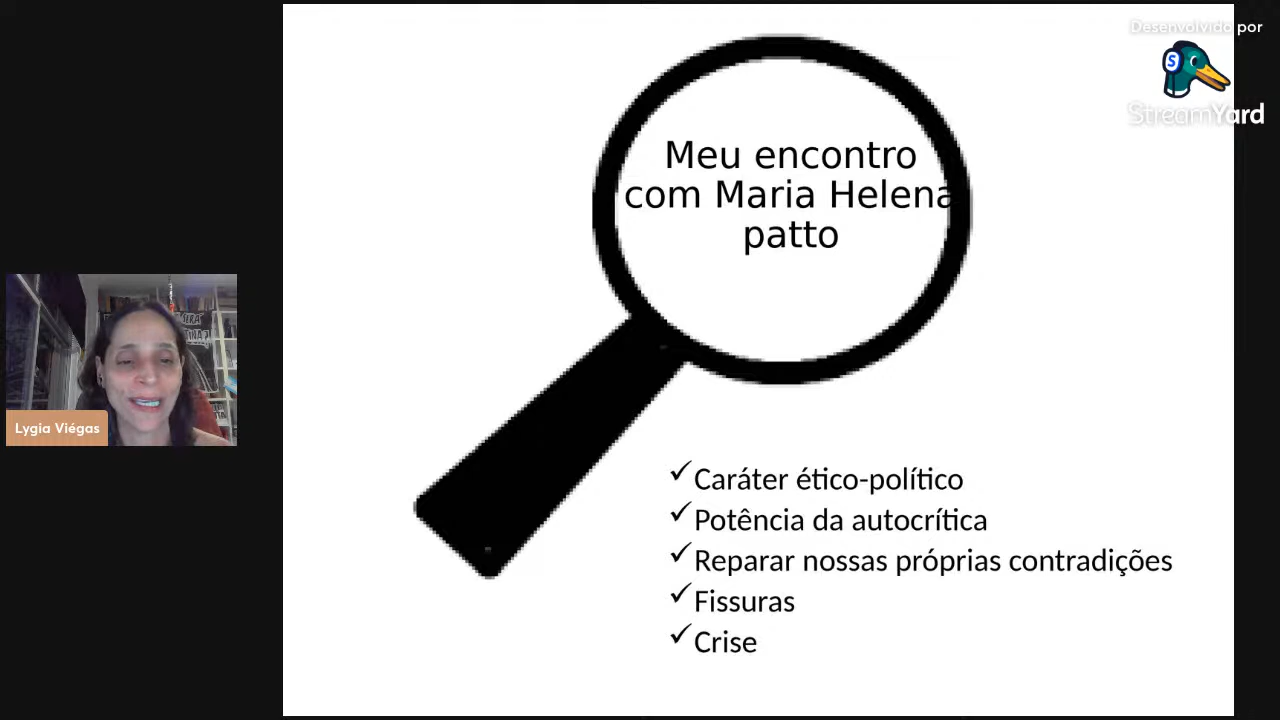 Desenvolvido por
StreamYard
Meu encontro
com Maria Helena
patto
Lygia Viégas
Caráter ético-político
Potência da autocrítica
Reparar nossas próprias contradições
Fissuras
Crise